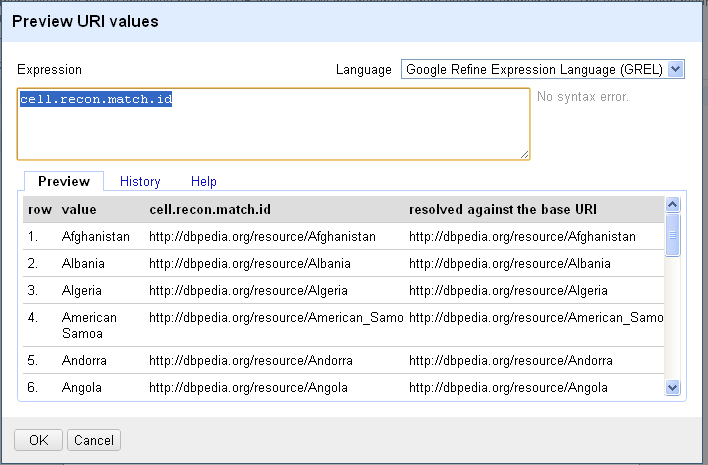 Preview URI values
Expression Language Google Refine Expression Language (GREL)
cell.recon.match.id No syntax error.
Preview History Help
row value cell.recon.match.id resolved against the base URI
1. Afghanistan http://dbpedia.org/resource/Afghanistan http://dbpedia.org/resource/Afghanistan
2. Albania http://dbpedia.org/resource/Albania http://dbpedia.org/resource/Albania
3. Algeria http://dbpedia.org/resource/Algeria http://dbpedia.org/resource/Algeria
4. American http://dbpedia.org/resource/American_Samo http://dbpedia.org/resource/American_Samo
Samoa
5. Andorra http://dbpedia.org/resource/Andorra http://dbpedia.org/resource/Andorra
6. Angola http://dbpedia.org/resource/Angola http://dbpedia.org/resource/Angola
OK Cancel